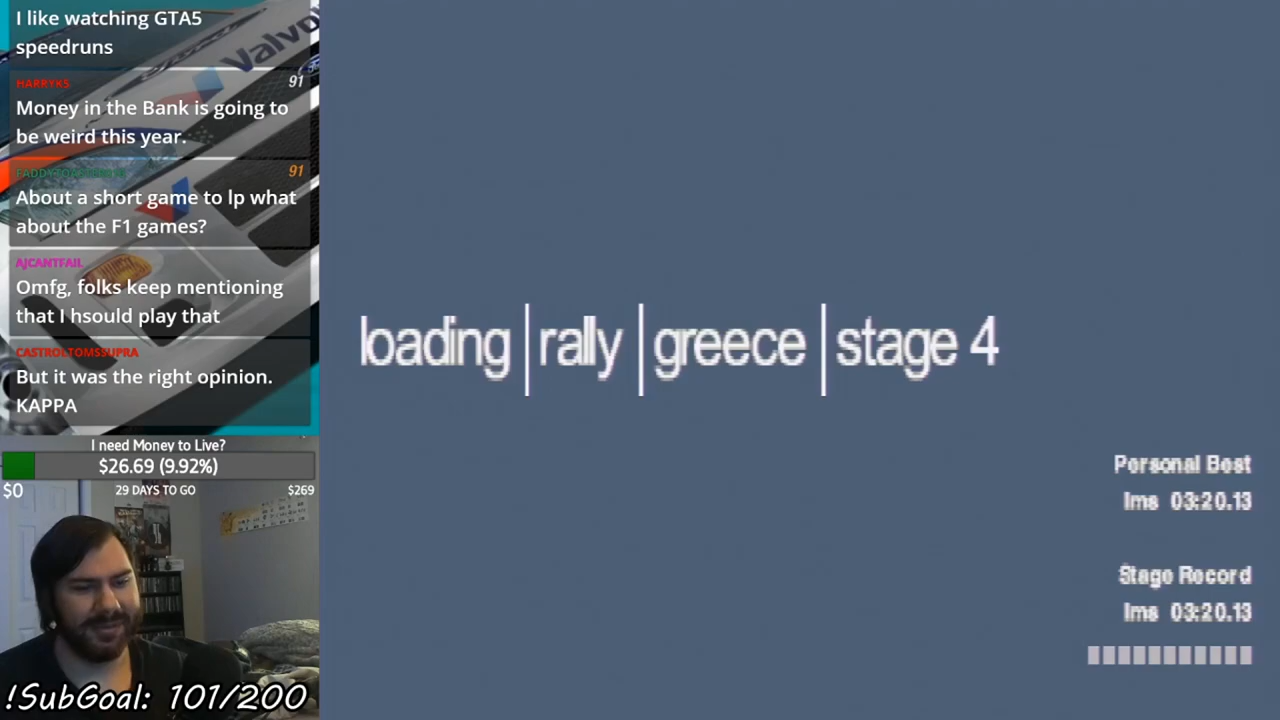 I like watching GTA5
speedruns
HARRYK5 91
Money in the Bank is going to
be weird this year.
91
About a short game to lp what
about the F1 games?
AJCANTFAIL
Omfg, folks keep mentioning
that I hsould play that
CASTROLTOMSSUPRA
But it was the right opinion.
KAPPA
I need Money to Live?
$26.69 (9.92%)
$0 29 DAYS TO GO $269
!SubGoal: 101/200
loading | rally | greece | stage 4
Personal Best
lms 03:20.13
Stage Record
lms 03:20.13